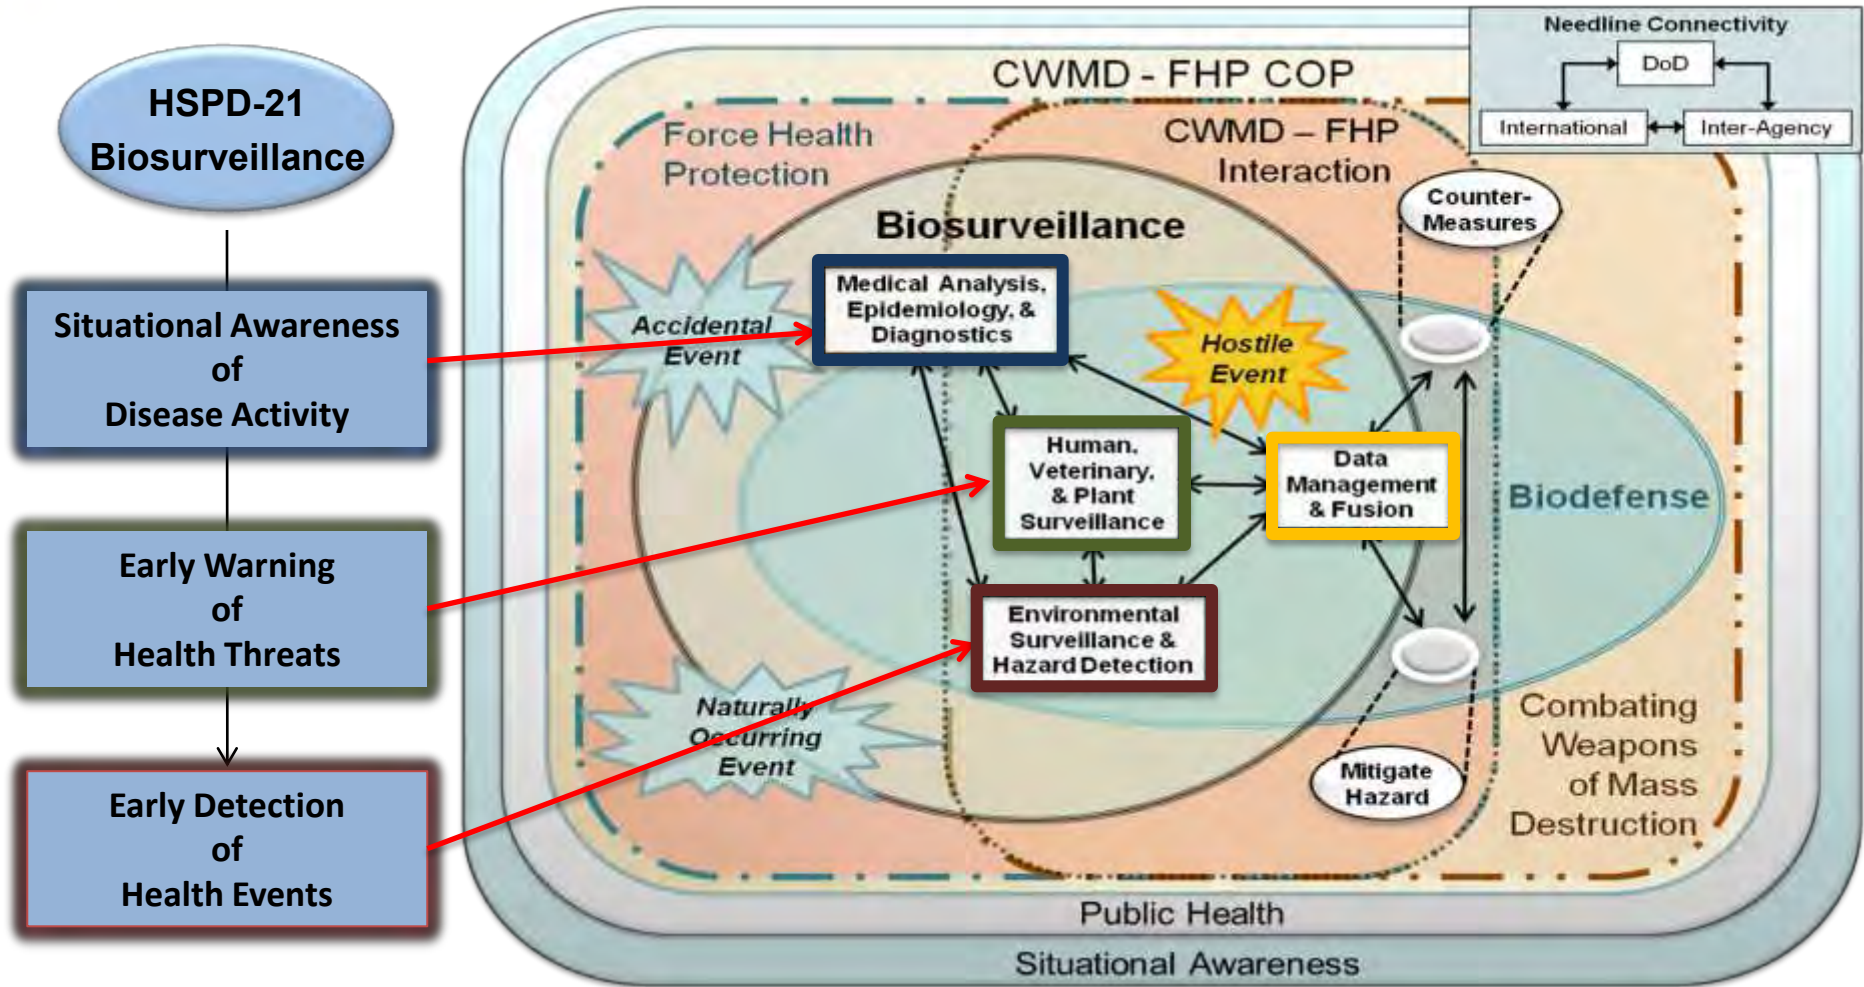 HSPD-21
Biosurveillance
Situational Awareness
of
Disease Activity
Early Warning
of
Health Threats
Early Detection
of
Health Events
Needline Connectivity
DoD
International
Inter-Agency
CWMD - FHP COP
Force Health
Protection
CWMD – FHP
Interaction
Counter-
Measures
Biosurveillance
Medical Analysis,
Epidemiology, &
Diagnostics
Accidental
Event
Hostile
Event
Human,
Veterinary,
& Plant
Surveillance
Data
Management
& Fusion
Biodefense
Environmental
Surveillance &
Hazard Detection
Naturally
Occurring
Event
Mitigate
Hazard
Combating
Weapons
of Mass
Destruction
Public Health
Situational Awareness